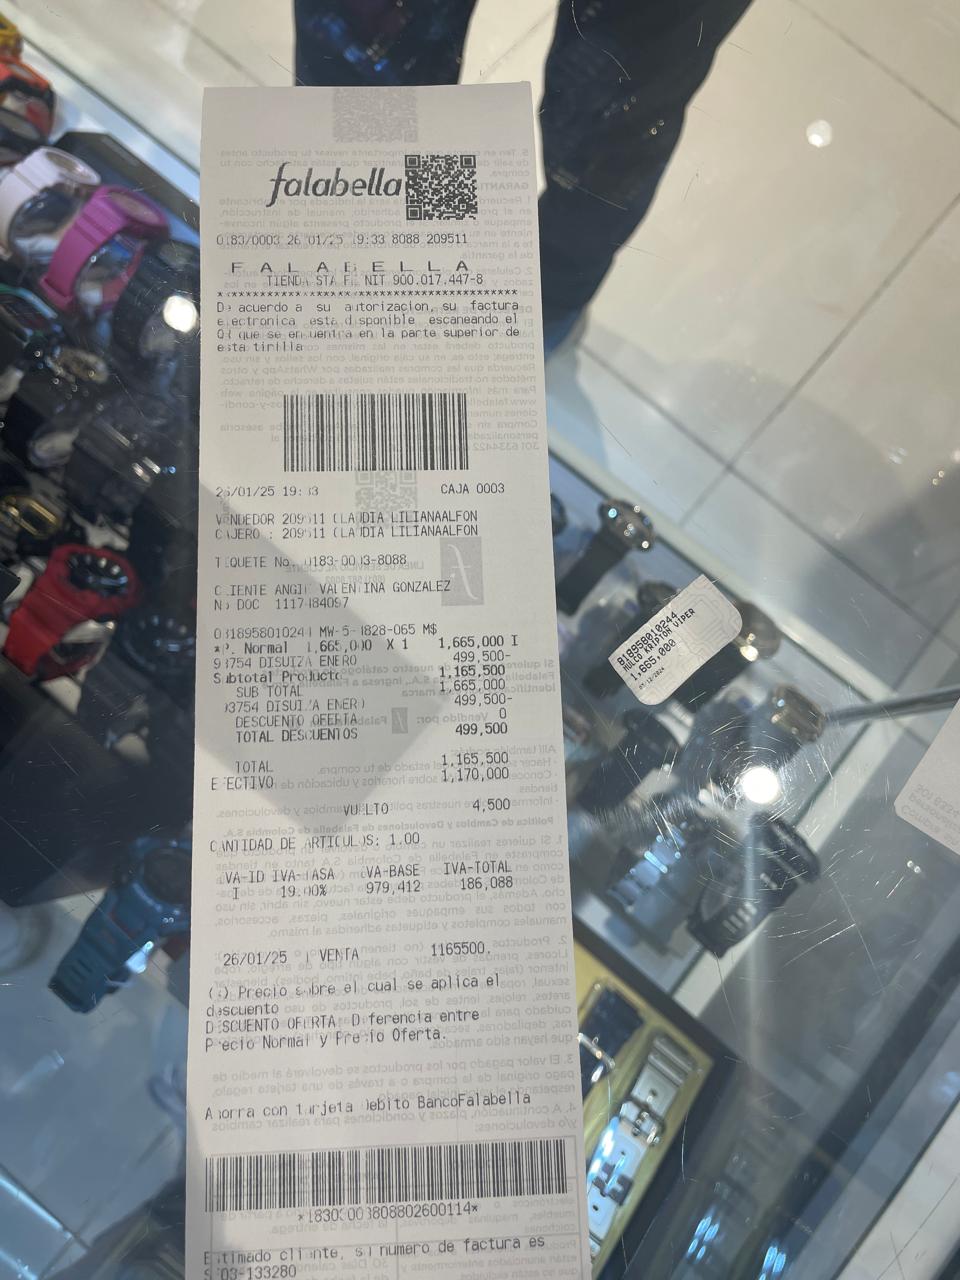 falabella
0183/0003 26/01/25 19:33 8088 209511
F A L A B E L L A
NIT 900.017.447-8
*****************************************
De acuerdo a su autorizacion, su factura
electronica esta disponible escaneando el
QR que se encuentra en la parte superior de
esta tirilla
26/01/25 19:33 CAJA 0003
VENDEDOR 209511 CLAUDIA LILIANAALFON
CAJERO : 209511 CLAUDIA LILIANAALFON
TIQUETE No. 0183-0003-8088
CLIENTE ANGIE VALENTINA GONZALEZ
No DOC 1117484097
MW-5-4828-065 M$
*P. Normal 1,665,000 X 1 1,665,000 I
93754 DISUIZA ENERO 499,500-
Subtotal Producto 1,165,500
SUB TOTAL 1,665,000
93754 DISUIZA ENERO 499,500-
DESCUENTO OFERTA 0
TOTAL DESCUENTOS 499,500
TOTAL 1,165,500
EFECTIVO 1,170,000
VUELTO 4,500
CANTIDAD DE ARTICULOS: 1.00
IVA-ID IVA-TASA IVA-BASE IVA-TOTAL
I 19.00% 979,412 186,088
26/01/25 VENTA 1165500.
(*) Precio sobre el cual se aplica el
descuento
DESCUENTO OFERTA: Diferencia entre
Precio Normal y Precio Oferta.
Ahorra con tarjeta Debito BancoFalabella
Estimado cliente, su numero de factura es
133280
818958010244
MULCO KRIPTON VIPER
1,665,000